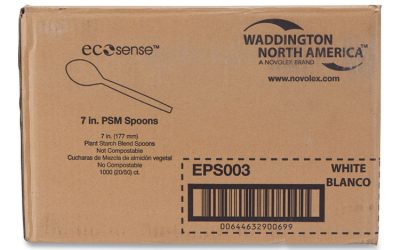 ecosense™
7 in. PSM Spoons
7 in. (177 mm)
Plant Starch Blend Spoons
Not Compostable
Cucharas de Mezcla de almidón vegetal
No Compostable
1000 (20/50) ct.
WADDINGTON
NORTH AMERICA™
A NOVOLEX BRAND
www.novolex.com
EPS003
WHITE
BLANCO
00644632900699